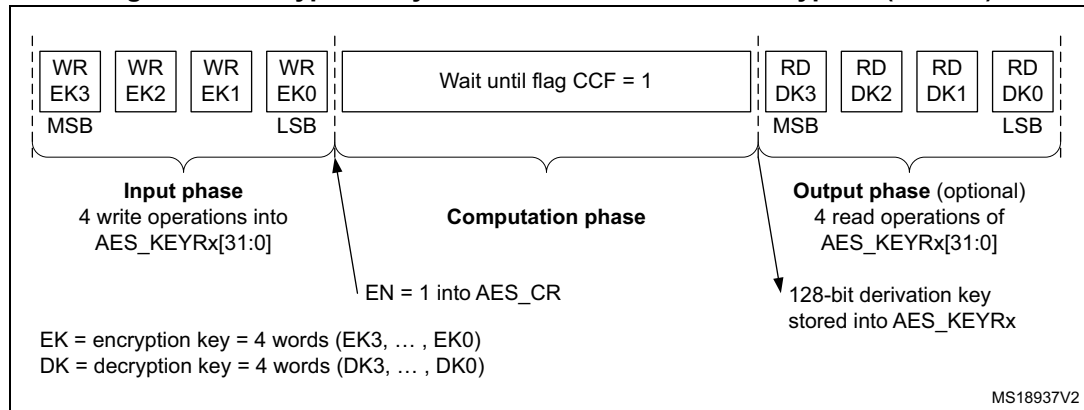 WR WR WR WR
EK3 EK2 EK1 EK0
Wait until flag CCF = 1
RD RD RD RD
DK3 DK2 DK1 DK0
MSB LSB
MSB LSB
Input phase
4 write operations into
AES_KEYRx[31:0]
Computation phase
Output phase (optional)
4 read operations of
AES_KEYRx[31:0]
EN = 1 into AES_CR
128-bit derivation key
stored into AES_KEYRx
EK = encryption key = 4 words (EK3, … , EK0)
DK = decryption key = 4 words (DK3, … , DK0)
MS18937V2